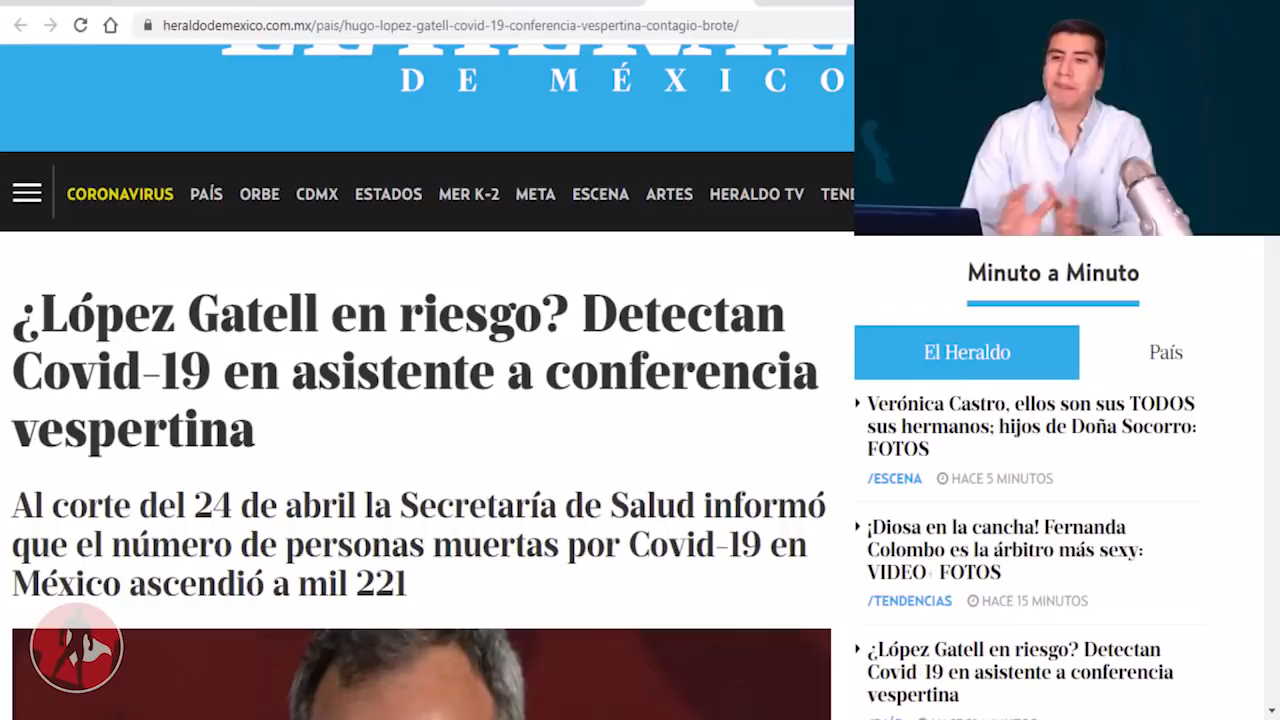 heraldodemexico.com.mx/pais/hugo-lopez-gatell-covid-19-conferencia-vespertina-contagio-brote/
DE MÉXICO
CORONAVIRUS PAÍS ORBE CDMX ESTADOS MER K-2 META ESCENA ARTES HERALDO TV TEN
¿López Gatell en riesgo? Detectan
Covid-19 en asistente a conferencia
vespertina
Al corte del 24 de abril la Secretaría de Salud informó
que el número de personas muertas por Covid-19 en
México ascendió a mil 221
Minuto a Minuto
El Heraldo País
Verónica Castro, ellos son sus TODOS
sus hermanos; hijos de Doña Socorro:
FOTOS
/ESCENA HACE 5 MINUTOS
¡Diosa en la cancha! Fernanda
Colombo es la árbitro más sexy:
VIDEO+ FOTOS
/TENDENCIAS HACE 15 MINUTOS
¿López Gatell en riesgo? Detectan
Covid-19 en asistente a conferencia
vespertina